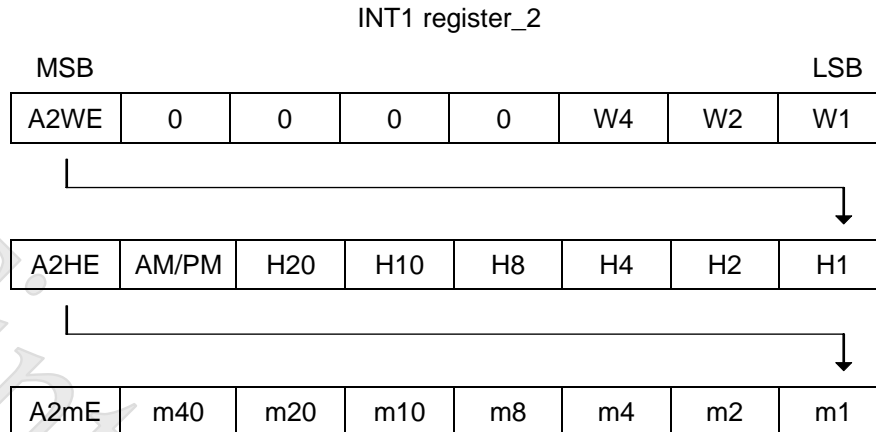 INT1 register_2
MSB LSB
A2WE 0 0 0 0 W4 W2 W1
A2HE AM/PM H20 H10 H8 H4 H2 H1
A2mE m40 m20 m10 m8 m4 m2 m1